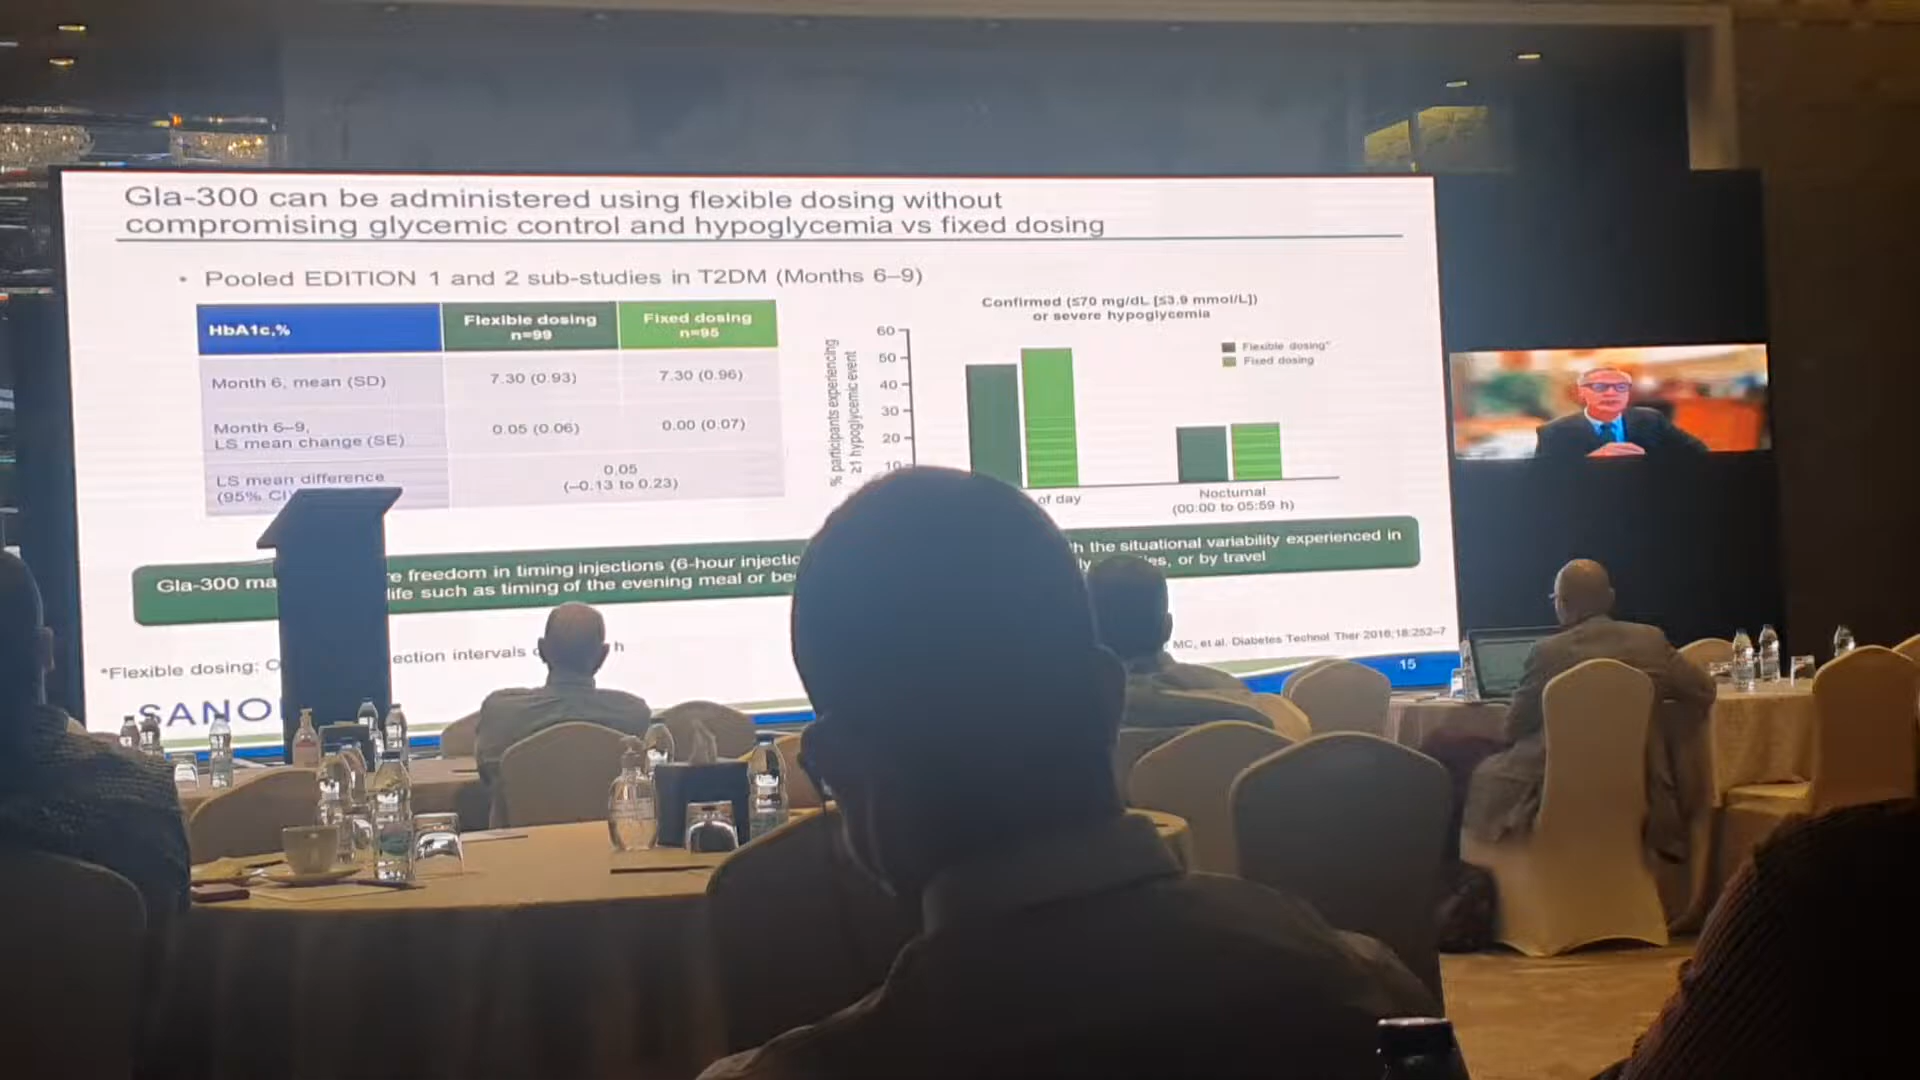 Gla-300 can be administered using flexible dosing without
compromising glycemic control and hypoglycemia vs fixed dosing
• Pooled EDITION 1 and 2 sub-studies in T2DM (Months 6–9)
HbA1c,%
Flexible dosing
n=99
Fixed dosing
n=95
Month 6, mean (SD)
7.30 (0.93)
7.30 (0.96)
Month 6–9,
LS mean change (SE)
0.05 (0.06)
0.00 (0.07)
LS mean difference
(95% CI)
0.05
(–0.13 to 0.23)
Confirmed (≤70 mg/dL [≤3.9 mmol/L])
or severe hypoglycemia
% participants experiencing
≥1 hypoglycemic event
60
50
40
30
20
10
Flexible dosing*
Fixed dosing
of day
Nocturnal
(00:00 to 05:59 h)
Gla-300 freedom in timing injections (6-hour the situational variability experienced in
life such as timing of the evening meal or or by travel
*Flexible dosing: intervals h
MC, et al. Diabetes Technol Ther 2016;18:252–7
SANO
15